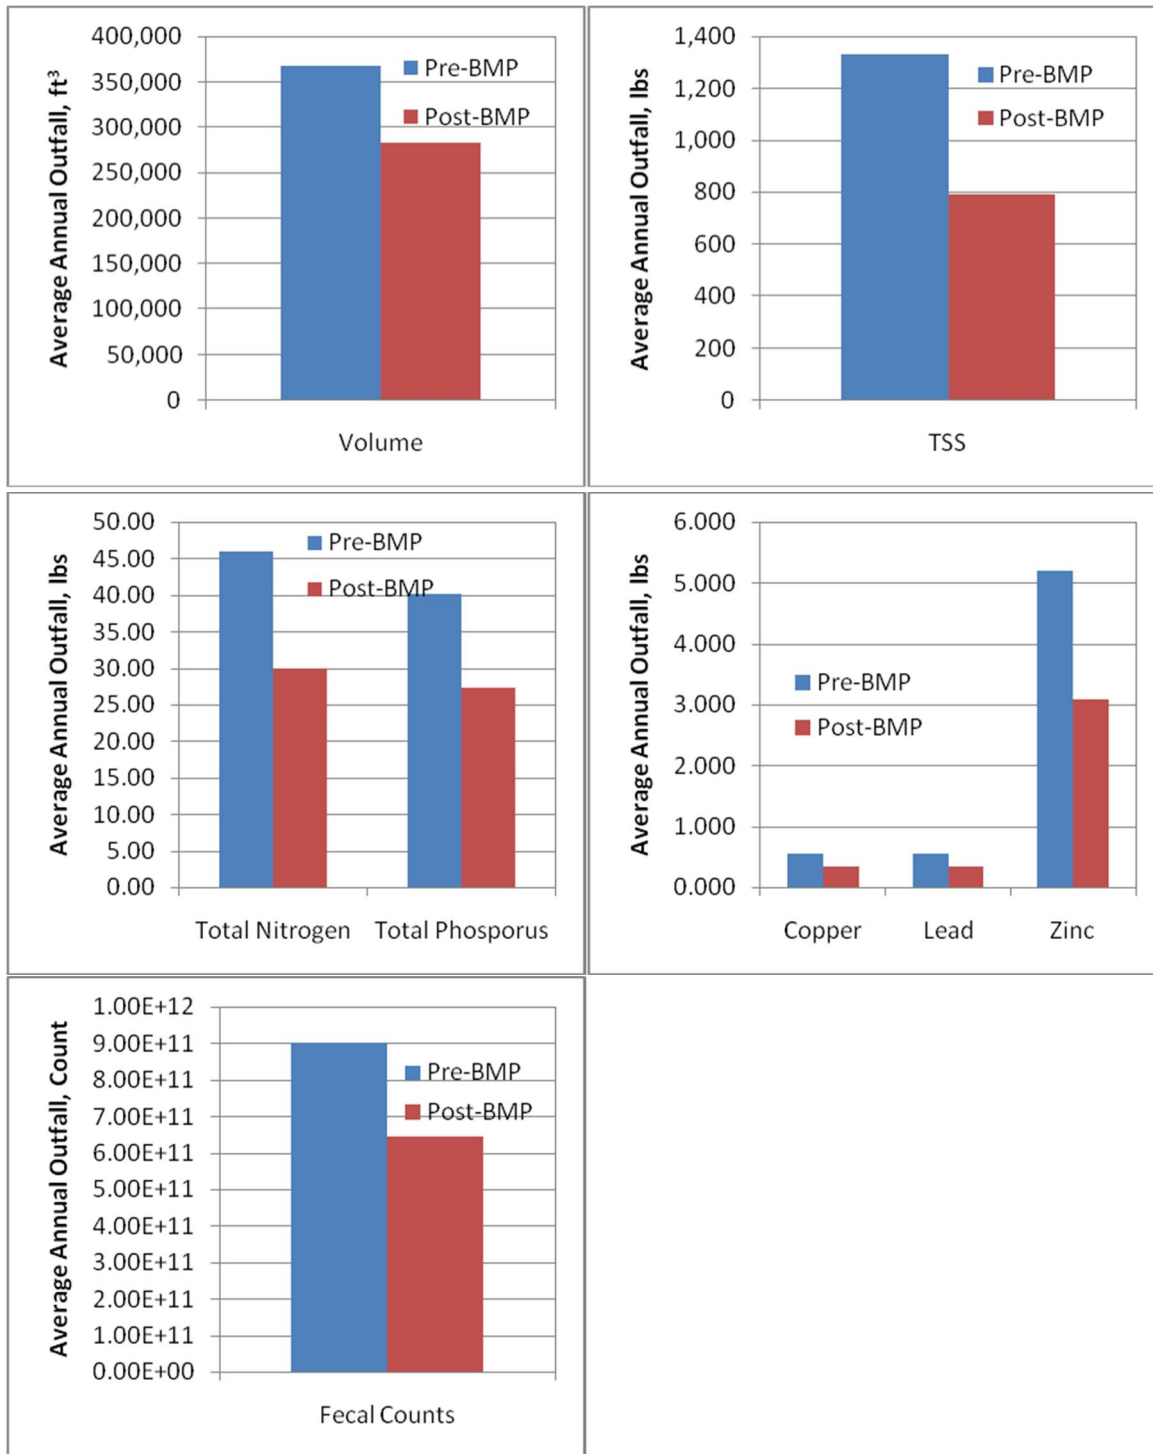 Average Annual Outfall, ft³
400,000
350,000
300,000
250,000
200,000
150,000
100,000
50,000
0
Pre-BMP
Post-BMP
Volume
Average Annual Outfall, lbs
1,400
1,200
1,000
800
600
400
200
0
Pre-BMP
Post-BMP
TSS
Average Annual Outfall, lbs
50.00
45.00
40.00
35.00
30.00
25.00
20.00
15.00
10.00
5.00
0.00
Pre-BMP
Post-BMP
Total Nitrogen Total Phosporus
Average Annual Outfall, lbs
6.000
5.000
4.000
3.000
2.000
1.000
0.000
Pre-BMP
Post-BMP
Copper Lead Zinc
Average Annual Outfall, Count
1.00E+12
9.00E+11
8.00E+11
7.00E+11
6.00E+11
5.00E+11
4.00E+11
3.00E+11
2.00E+11
1.00E+11
0.00E+00
Pre-BMP
Post-BMP
Fecal Counts